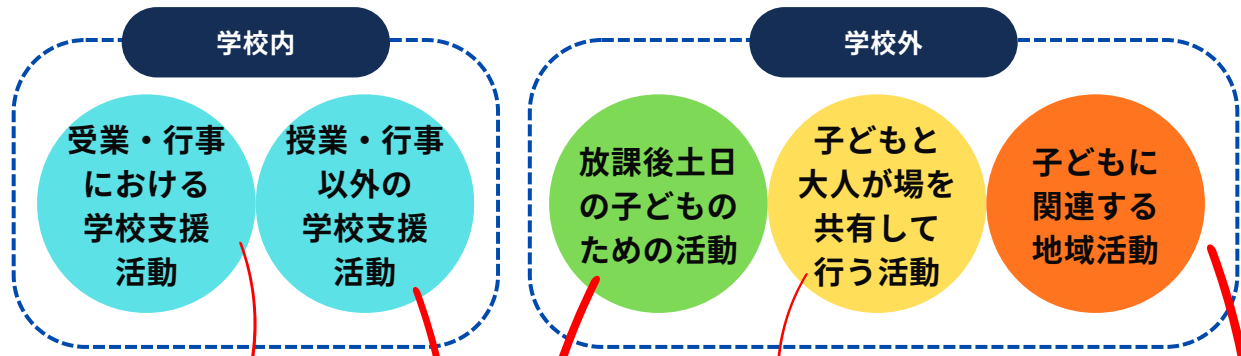 学校内
受業・行事
における
学校支援
活動
授業・行事
以外の
学校支援
活動
学校外
放課後土日
の子どもの
ための活動
子どもと
大人が場を
共有して
行う活動
子どもに
関連する
地域活動